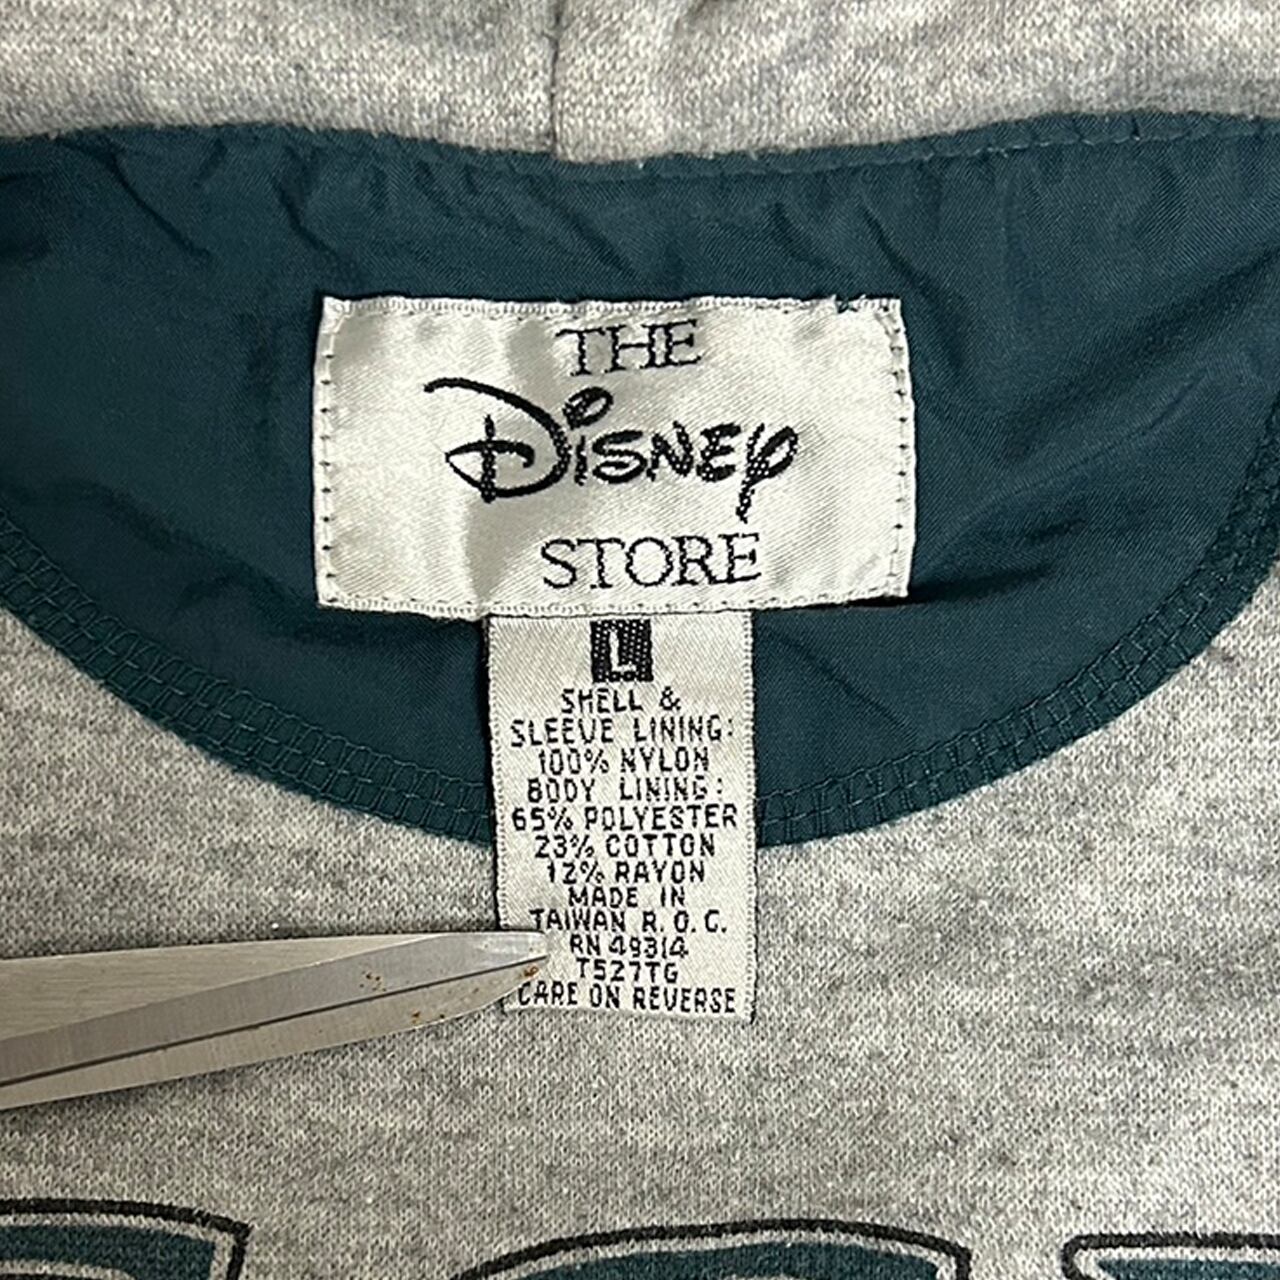 THE
Disney
STORE
L
SHELL &
SLEEVE LINING:
100% NYLON
BODY LINING:
65% POLYESTER
23% COTTON
12% RAYON
MADE IN
TAIWAN R.O.C.
RN 49314
T527TG
CARE ON REVERSE